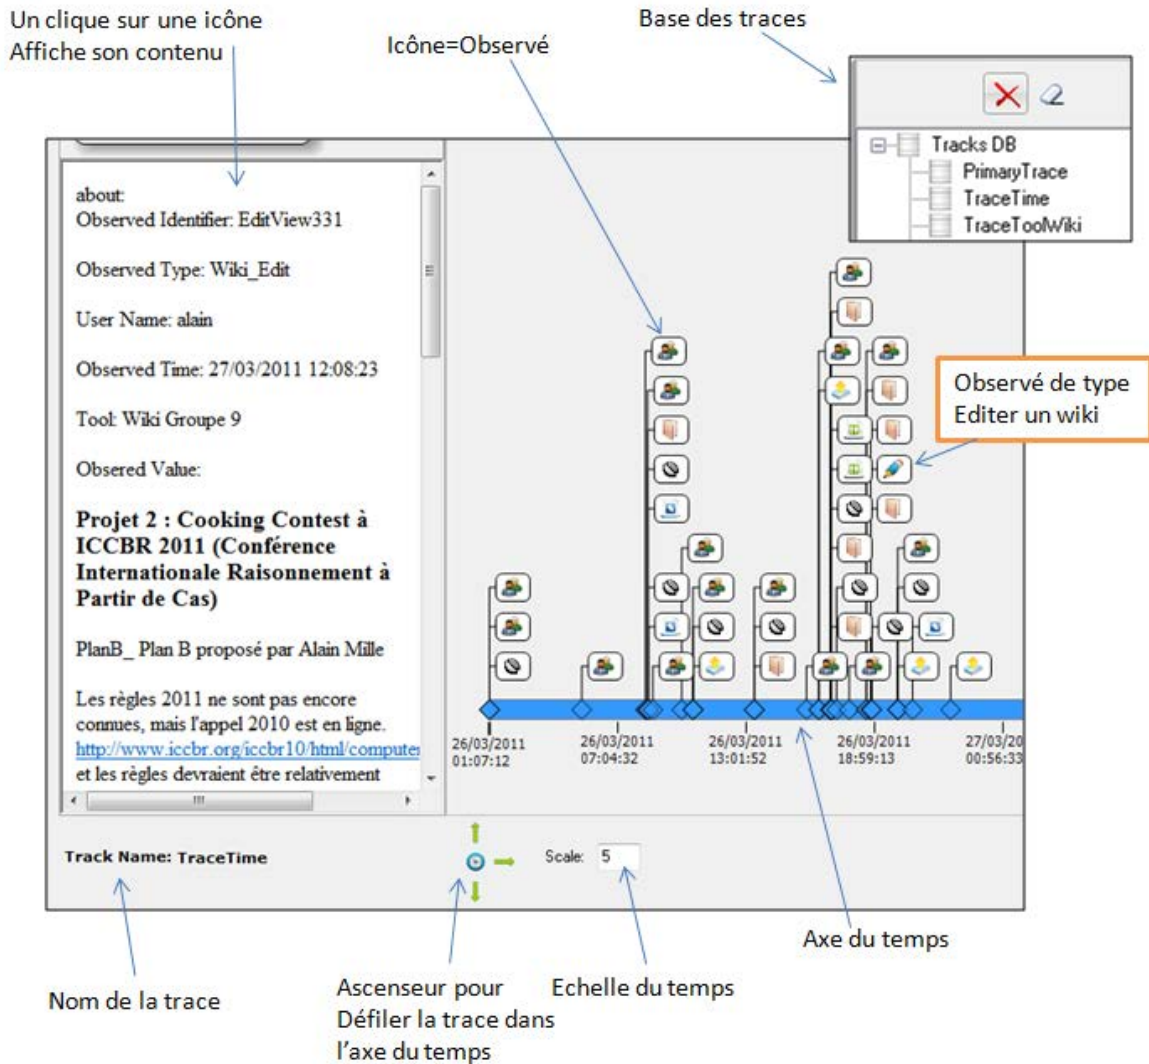 Un clique sur une icône
Affiche son contenu
Icône=Observé
Base des traces
Tracks DB
PrimaryTrace
TraceTime
TraceToolWiki
about:
Observed Identifier: EditView331
Observed Type: Wiki_Edit
User Name: alain
Observed Time: 27/03/2011 12:08:23
Tool: Wiki Groupe 9
Obsered Value:
Projet 2 : Cooking Contest à
ICCBR 2011 (Conférence
Internationale Raisonnement à
Partir de Cas)
PlanB_ Plan B proposé par Alain Mille
Les règles 2011 ne sont pas encore
connues, mais l'appel 2010 est en ligne.
http://www.iccbr.org/iccbr10/html/computer
et les règles devraient être relativement
Observé de type
Editer un wiki
26/03/2011
01:07:12
26/03/2011
07:04:32
26/03/2011
13:01:52
26/03/2011
18:59:13
27/03/20
00:56:33
Track Name: TraceTime
Scale: 5
Axe du temps
Nom de la trace
Ascenseur pour
Défiler la trace dans
l'axe du temps
Echelle du temps